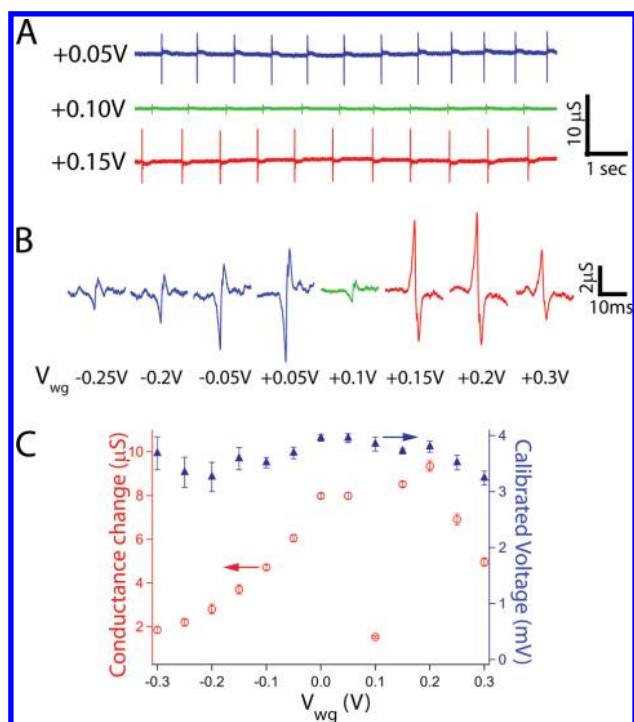 A
+0.05V
+0.10V
+0.15V
10 µS
1 sec
B
2µS
10ms
Vwg -0.25V -0.2V -0.05V +0.05V +0.1V +0.15V +0.2V +0.3V
C
Conductance change (µS)
10
8
6
4
2
Calibrated Voltage (mV)
4
3
2
1
0
-0.3 -0.2 -0.1 0.0 0.1 0.2 0.3
Vwg (V)